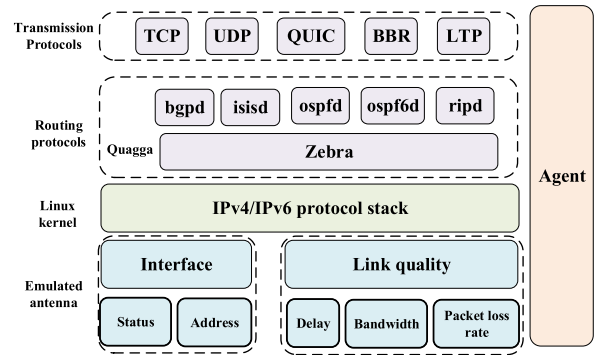 Transmission
Protocols
TCP UDP QUIC BBR LTP
Routing
protocols
bgpd isisd ospfd ospf6d ripd
Quagga
Zebra
Agent
Linux
kernel
IPv4/IPv6 protocol stack
Emulated
antenna
Interface
Link quality
Status Address
Delay Bandwidth
Packet loss
rate